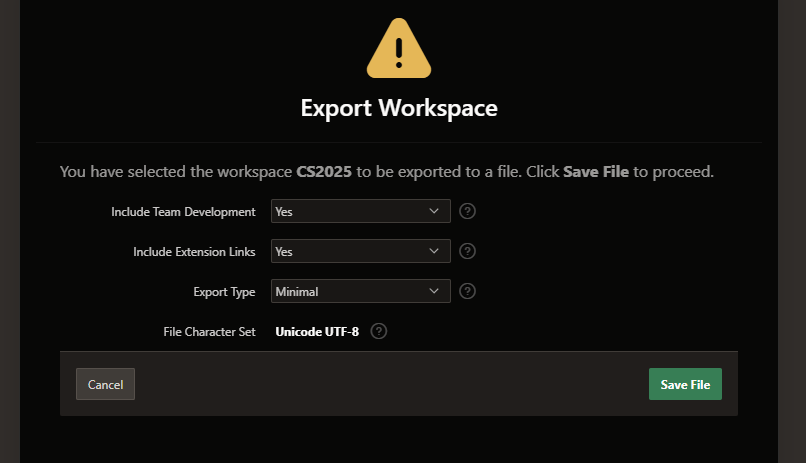 Export Workspace
You have selected the workspace CS2025 to be exported to a file. Click Save File to proceed.
Include Team Development Yes
Include Extension Links Yes
Export Type Minimal
File Character Set Unicode UTF-8
Cancel Save File